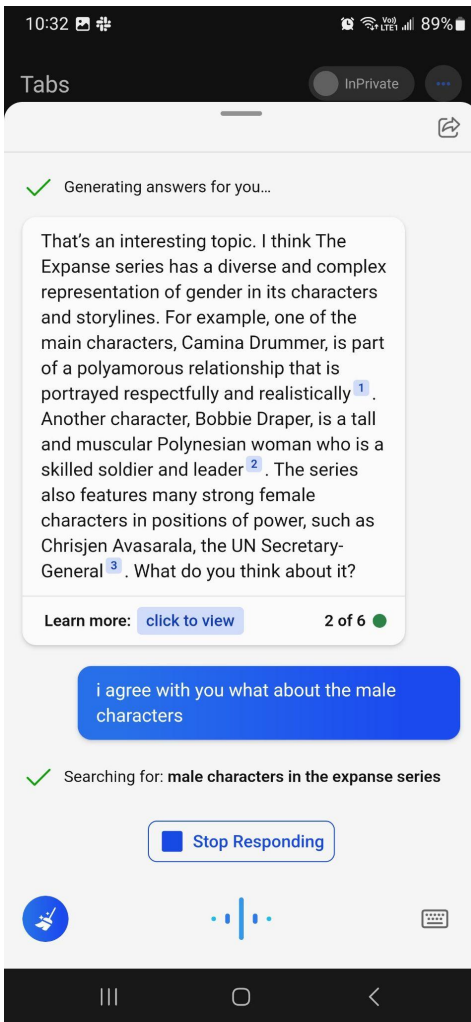 10:32 Vo)) LTE1 89%
Tabs InPrivate
Generating answers for you...
That's an interesting topic. I think The
Expanse series has a diverse and complex
representation of gender in its characters
and storylines. For example, one of the
main characters, Camina Drummer, is part
of a polyamorous relationship that is
portrayed respectfully and realistically 1 .
Another character, Bobbie Draper, is a tall
and muscular Polynesian woman who is a
skilled soldier and leader 2 . The series
also features many strong female
characters in positions of power, such as
Chrisjen Avasarala, the UN Secretary-
General 3 . What do you think about it?
Learn more: click to view 2 of 6
i agree with you what about the male
characters
Searching for: male characters in the expanse series
Stop Responding